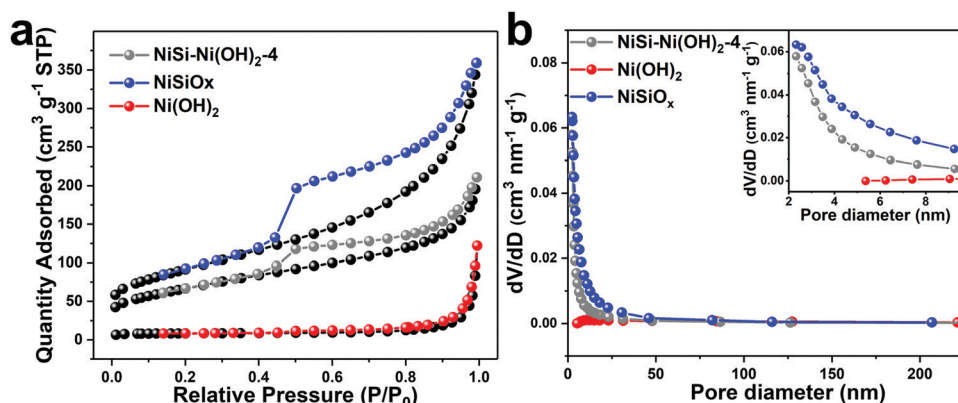 a
NiSi-Ni(OH)2-4
NiSiOx
Ni(OH)2
Quantity Adsorbed (cm3 g-1 STP)
350
300
250
200
150
100
50
0
0.0 0.2 0.4 0.6 0.8 1.0
Relative Pressure (P/P0)
b
NiSi-Ni(OH)2-4
Ni(OH)2
NiSiOx
dV/dD (cm3 nm-1 g-1)
0.08
0.06
0.04
0.02
0.00
0 50 100 150 200
Pore diameter (nm)
dV/dD (cm3 nm-1 g-1)
0.06
0.04
0.02
0.00
2 4 6 8
Pore diameter (nm)